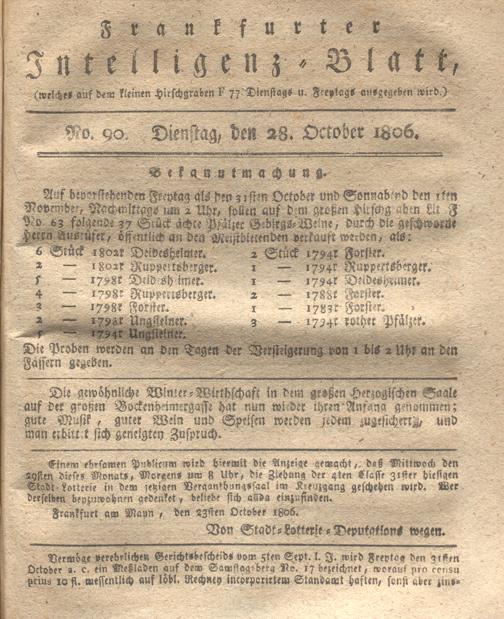 Frankfurter
Intelligenz-Blatt,
(welches auf dem kleinen Hirschgraben F 77 Dienstags u. Freytags ausgegeben wird.)
No. 90. Dienstag, den 28. October 1806.
Bekanntmachung.
Auf bevorstehenden Freytag als den 31sten October und Sonnabend den 1sten
November, Nachmittags um 2 Uhr, sollen auf dem großen Hirschgraben Lit F
No. 63 folgende 37 Stück ächte Pfälzer Gebirgs-Weine, durch die geschworne
Herrn Ausrüfer, öffentlich an den Meistbietenden verkauft werden, als:
6 Stück 1802r Deidesheimer. 2 Stück 1794r Forster.
2 — 1802r Ruppertsberger. 1 — 1794r Ruppertsberger.
5 — 1798r Deidesheimer. 1 — 1794r Deidesheimer.
4 — 1798r Ruppertsberger. 2 — 1788r Forster.
3 — 1798r Forster. 1 — 1783r Forster.
2 — 1798r Ungsteiner. 3 — 1794r rother Pfälzer.
— 1794r Ungsteiner.
Die Proben werden an den Tagen der Versteigerung von 1 bis 2 Uhr an den
Fässern gegeben.
Die gewöhnliche Winter-Wirthschaft in dem großen Herzogischen Saale
auf der großen Bockenheimergasse hat nun wieder ihren Anfang genommen;
gute Musik, guter Wein und Speisen werden jedem zugesichert, und
man erbittet sich geneigten Zuspruch.
Einem ehrsamen Publicum wird hiermit die Anzeige gemacht, daß Mittwoch den
29sten dieses Monats, Morgens um 8 Uhr, die Ziehung der 4ten Classe 31ster hiesigen
Stadt-Lotterie in dem jetzigen Verganthungssaal im Kreuzgang geschehen wird. Wer
derselben beyzuwohnen gedenket, beliebe sich allda einzufinden.
Frankfurt am Mayn, den 23sten October 1806.
Von Stadt-Lotterie-Deputations wegen.
Vermöge verehrlichen Gerichtsbescheids vom 5ten Sept. l. J. wird Freytag den 31sten
October a. c. ein Meßladen auf dem Samstagsberg No. 17 bezeichnet, worauf pro censu
prius 10 fl. wessentlich auf löbl. Rechney incorporirtem Standamt haften, sonst aber zins-